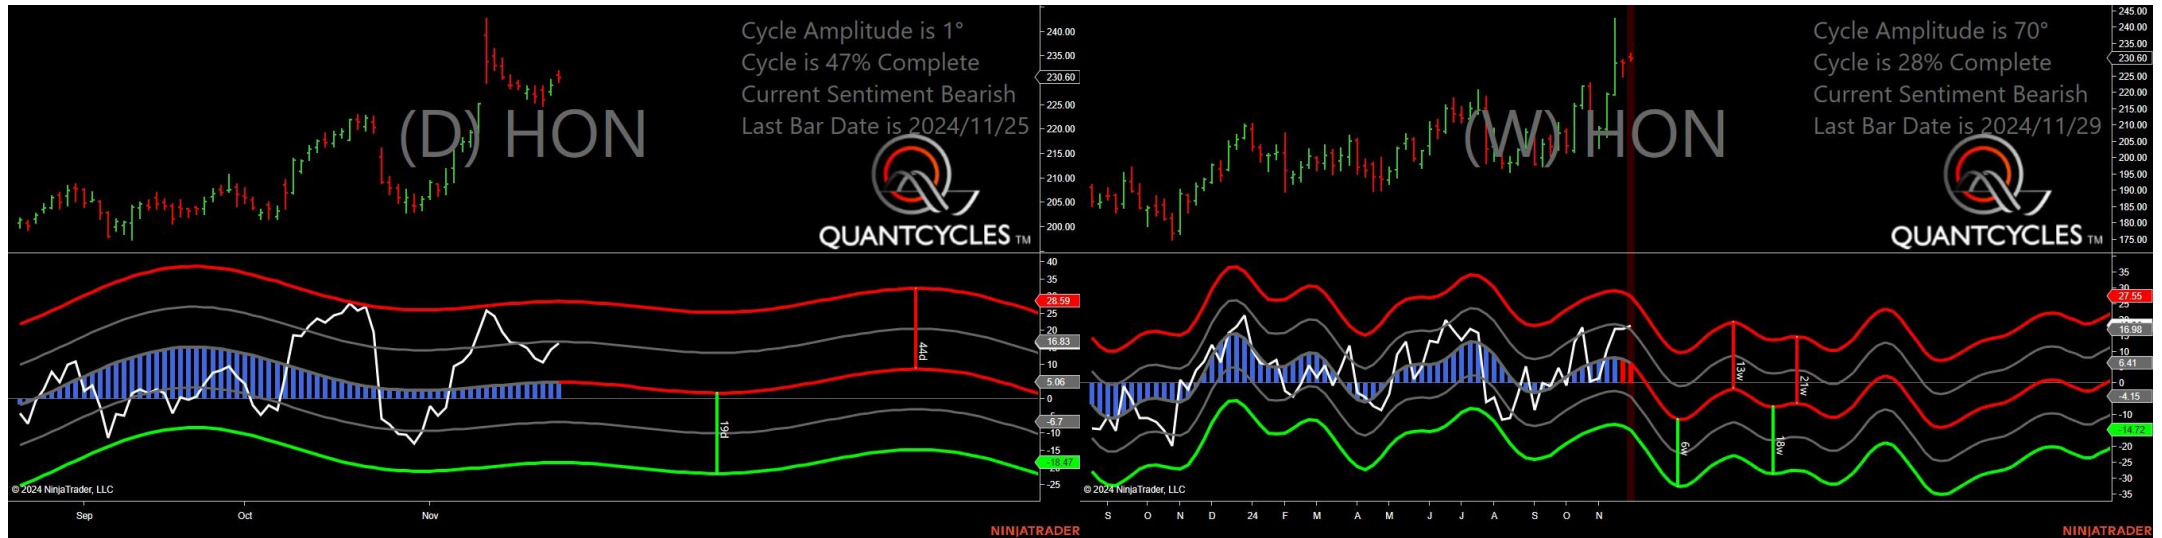 Cycle Amplitude is 1°
Cycle is 47% Complete
Current Sentiment Bearish
Last Bar Date is 2024/11/25
(D) HON
QUANTCYCLES TM
240.00
235.00
230.60
225.00
220.00
215.00
210.00
205.00
200.00
40
35
28.59
25
20
16.83
10
5.06
0
-6.7
-10
-15
-18.47
-25
44d
19d
© 2024 NinjaTrader, LLC
Sep Oct Nov
NINJATRADER
Cycle Amplitude is 70°
Cycle is 28% Complete
Current Sentiment Bearish
Last Bar Date is 2024/11/29
(W) HON
QUANTCYCLES TM
245.00
240.00
235.00
230.60
225.00
220.00
215.00
210.00
205.00
200.00
195.00
190.00
185.00
180.00
175.00
35
27.55
16.98
10
6.41
0
-4.15
-10
-14.72
-20
-25
-30
-35
13w
21w
6w
18w
© 2024 NinjaTrader, LLC
S O N D 24 F M A M J J A S O N
NINJATRADER